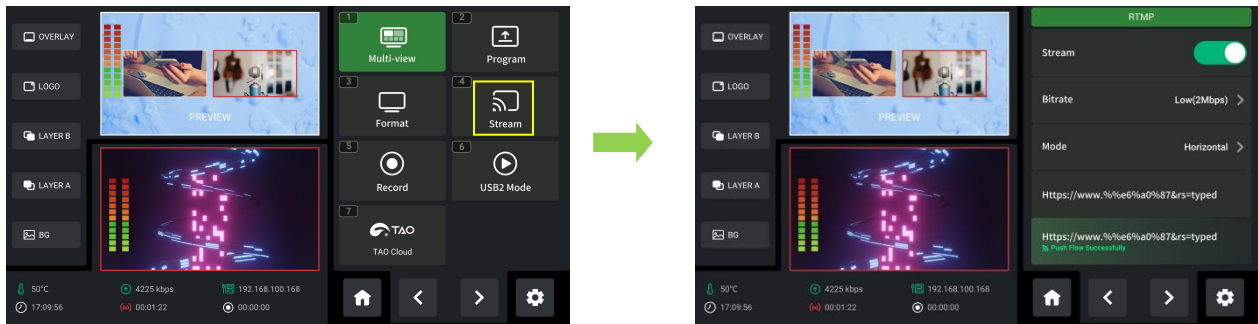 OVERLAY
LOGO
LAYER B
LAYER A
BG
PREVIEW
1
Multi-view
2
Program
3
Format
4
Stream
5
Record
6
USB2 Mode
7
TAO
TAO Cloud
50°C
4225 kbps
192.168.100.168
17:09:56
00:01:22
00:00:00
OVERLAY
LOGO
LAYER B
LAYER A
BG
PREVIEW
RTMP
Stream
Bitrate
Low(2Mbps)
Mode
Horizontal
Https://www.%%e6%a0%87&rs=typed
Https://www.%%e6%a0%87&rs=typed
Push Flow Successfully
50°C
4225 kbps
192.168.100.168
17:09:56
00:01:22
00:00:00